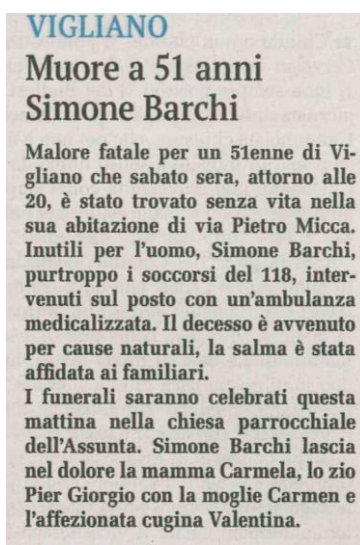 VIGLIANO
Muore a 51 anni
Simone Barchi
Malore fatale per un 51enne di Vi-
gliano che sabato sera, attorno alle
20, è stato trovato senza vita nella
sua abitazione di via Pietro Micca.
Inutili per l'uomo, Simone Barchi,
purtroppo i soccorsi del 118, inter-
venuti sul posto con un'ambulanza
medicalizzata. Il decesso è avvenuto
per cause naturali, la salma è stata
affidata ai familiari.
I funerali saranno celebrati questa
mattina nella chiesa parrocchiale
dell'Assunta. Simone Barchi lascia
nel dolore la mamma Carmela, lo zio
Pier Giorgio con la moglie Carmen e
l'affezionata cugina Valentina.